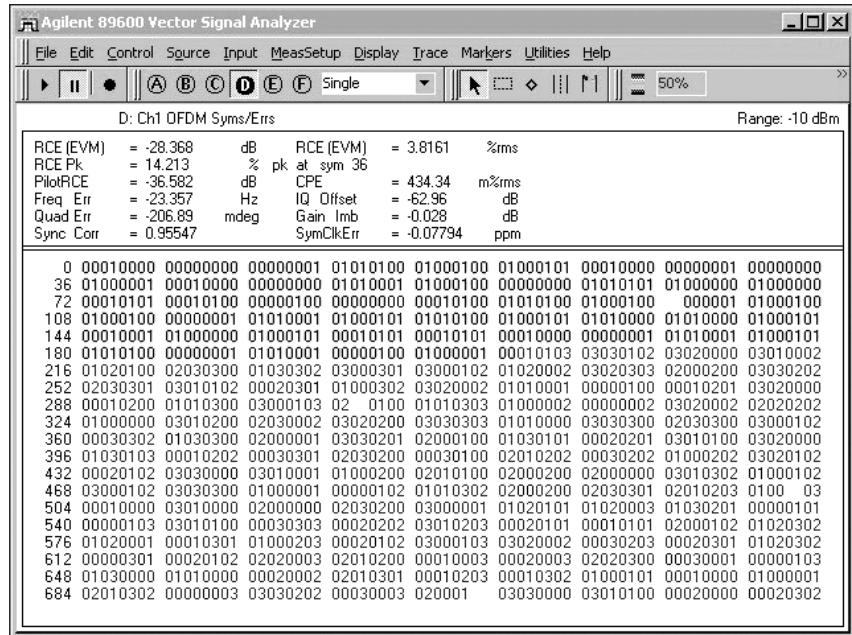 Agilent 89600 Vector Signal Analyzer
File Edit Control Source Input MeasSetup Display Trace Markers Utilities Help
A B C D E F Single 50% »
D: Ch1 OFDM Syms/Errs Range: -10 dBm
RCE (EVM) = -28.368 dB RCE (EVM) = 3.8161 %rms
RCE Pk = 14.213 % pk at sym 36
PilotRCE = -36.582 dB CPE = 434.34 m%rms
Freq Err = -23.357 Hz IQ Offset = -62.96 dB
Quad Err = -206.89 mdeg Gain Imb = -0.028 dB
Sync Corr = 0.95547 SymClkErr = -0.07794 ppm
0 00010000 00000000 00000001 01010100 01000100 01000101 00010000 00000001 00000000
36 01000001 00010000 00000000 01010001 01000100 00000000 01010101 01000000 01000000
72 00010101 00010100 00000100 00000000 00010100 01010100 01000100 000001 01000100
108 01000100 00000001 01010001 01000101 01010100 01000101 01010000 01010000 01000101
144 00010001 01000000 01000101 00010101 00010101 00010000 00000001 01010001 01000101
180 01010100 00000001 01010001 00000100 01000001 00010103 03030102 03020000 03010002
216 01020100 02030300 01030302 03000301 03000102 01020002 03020303 02000200 03030202
252 02030301 03010102 00020301 01000302 03020002 01010001 00000100 00010201 03020000
288 00010200 01010300 03000103 02 0100 01010303 01000002 00000002 03020002 02020202
324 01000000 03010200 02030002 03020200 03030303 01010000 03030300 02030300 03000102
360 00030302 01030300 02000001 03030201 02000100 01030101 00020201 03010100 03020000
396 01030103 00010202 00030301 02030200 00030100 02010202 00030202 01000202 03020102
432 00020102 03030000 03010001 01000200 02010100 02000200 02000000 03010302 01000102
468 03000102 03030300 01000001 00000102 01010302 02000200 02030301 02010203 0100 03
504 00010000 03010000 02000000 02030200 03000001 01020101 01020003 01030201 00000101
540 00000103 03010100 00030303 00020202 03010203 00020101 00010101 02000102 01020302
576 01020001 00010301 01000203 00020102 03000103 03020002 00030203 00020301 01020302
612 00000301 00020102 02020003 02010200 00010003 00020003 02020300 00030001 00000103
648 01030000 01010000 00020002 02010301 00010203 00010302 01000101 00010000 01000001
684 02010302 00000003 03030202 00030003 020001 03030000 03010100 00020000 00020302